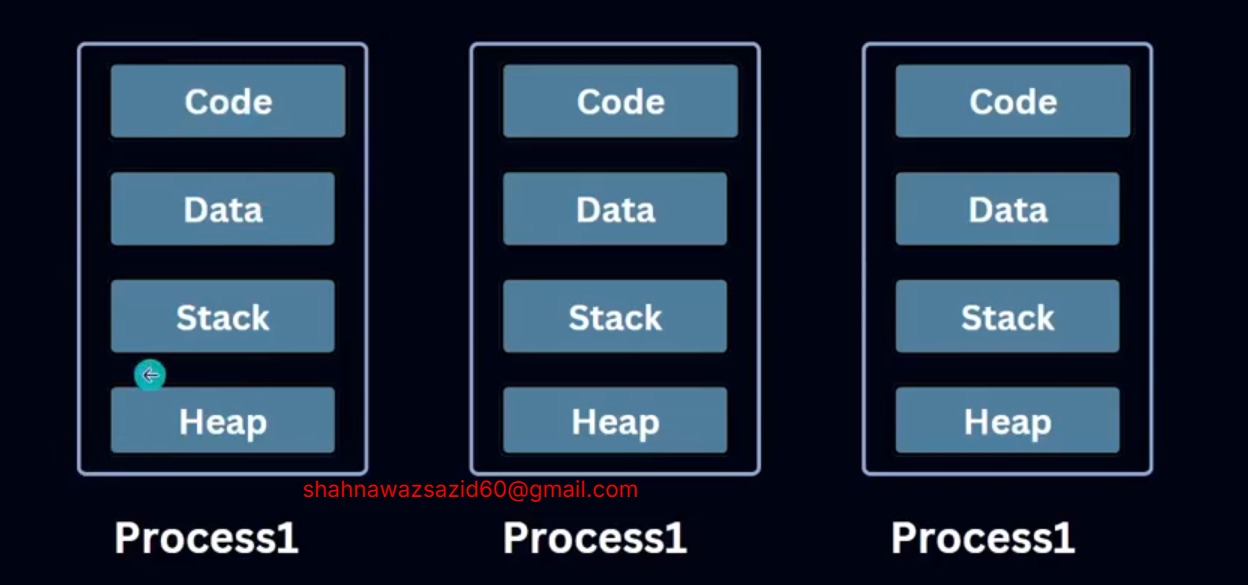 Code Code Code
Data Data Data
Stack Stack Stack
Heap Heap Heap
shahnawazsazid60@gmail.com
Process1 Process1 Process1